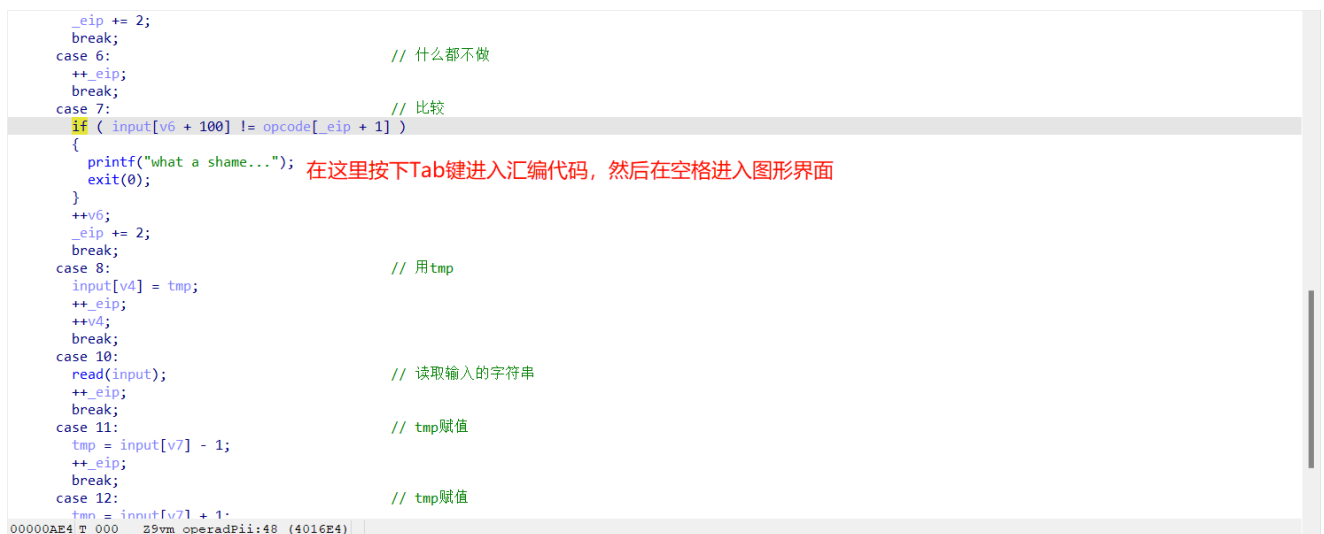 _eip += 2;
break;
case 6: // 什么都不做
++_eip;
break;
case 7: // 比较
if ( input[v6 + 100] != opcode[_eip + 1] )
{
printf("what a shame...");
在这里按下Tab键进入汇编代码，然后在空格进入图形界面
exit(0);
}
++v6;
_eip += 2;
break;
case 8: // 用tmp
input[v4] = tmp;
++_eip;
++v4;
break;
case 10:
read(input); // 读取输入的字符串
++_eip;
break;
case 11: // tmp赋值
tmp = input[v7] - 1;
++_eip;
break;
case 12: // tmp赋值
tmp = input[v7] + 1;
00000AE4 T 000 Z9vm_operadPii:48 (4016E4)